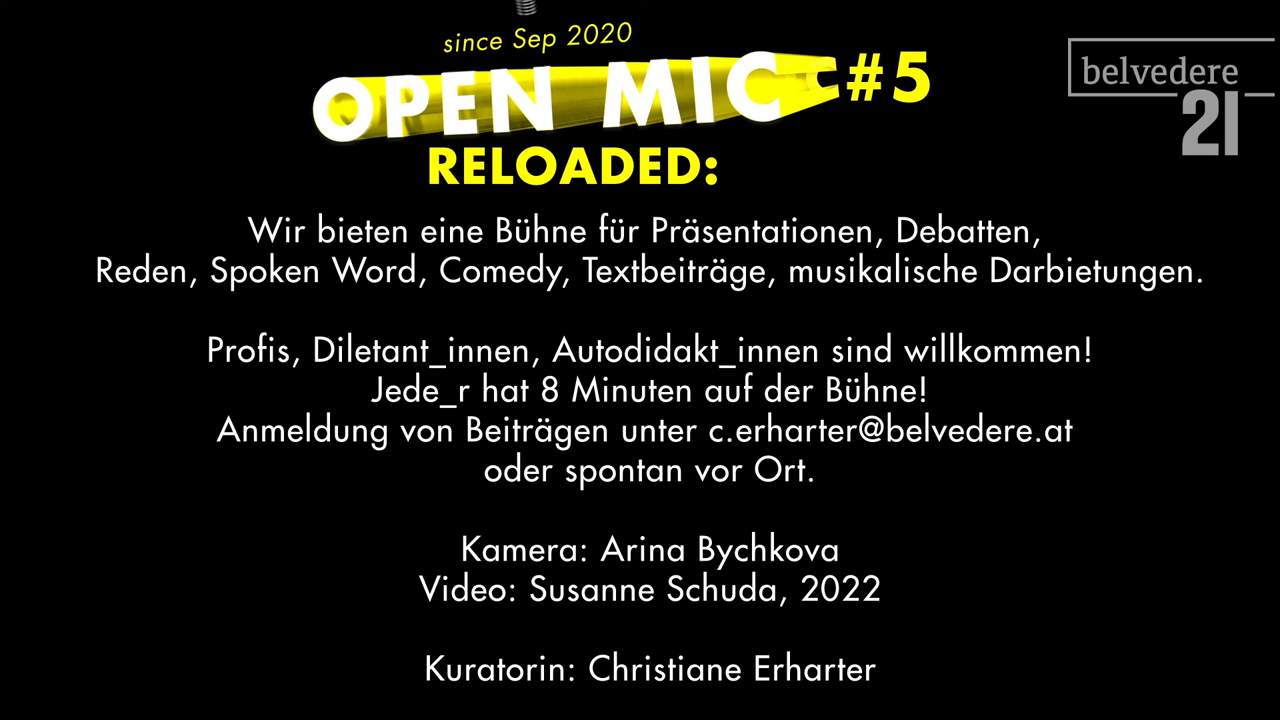 since Sep 2020
OPEN MIC #5
RELOADED:
belvedere
21
Wir bieten eine Bühne für Präsentationen, Debatten,
Reden, Spoken Word, Comedy, Textbeiträge, musikalische Darbietungen.
Profis, Diletant_innen, Autodidakt_innen sind willkommen!
Jede_r hat 8 Minuten auf der Bühne!
Anmeldung von Beiträgen unter c.erharter@belvedere.at
oder spontan vor Ort.
Kamera: Arina Bychkova
Video: Susanne Schuda, 2022
Kuratorin: Christiane Erharter